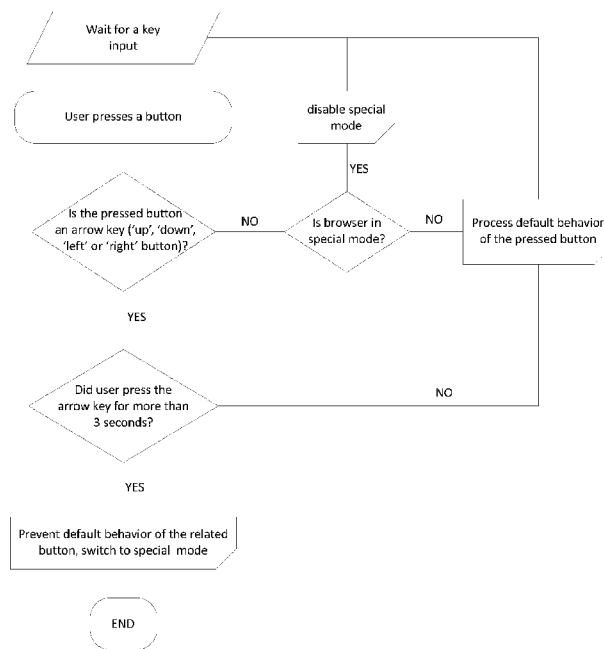 Wait for a key
input
User presses a button
disable special
mode
YES
Is the pressed button
an arrow key ('up', 'down',
'left' or 'right' button)?
NO
Is browser in
special mode?
NO
Process default behavior
of the pressed button
YES
Did user press the
arrow key for more than
3 seconds?
NO
YES
Prevent default behavior of the related
button, switch to special mode
END